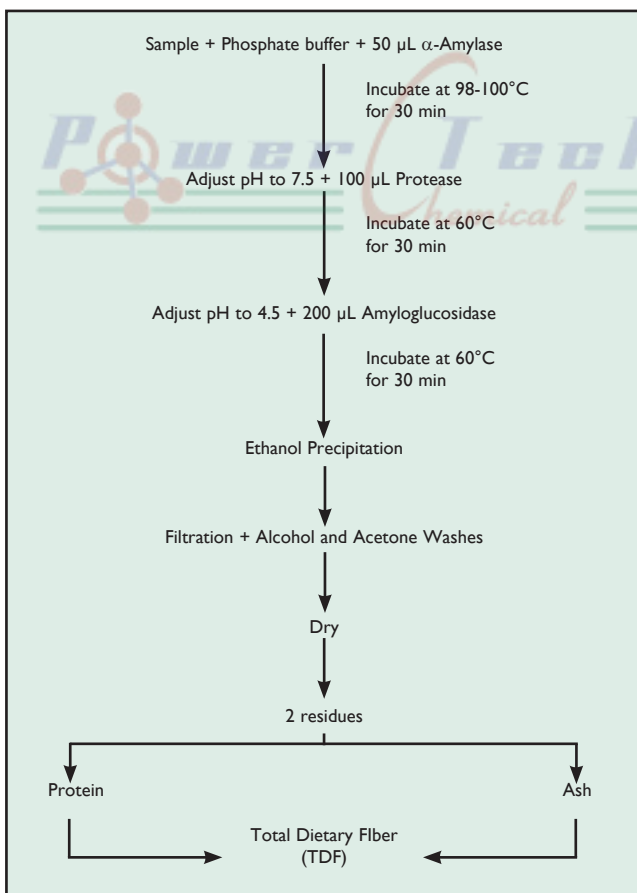 Sample + Phosphate buffer + 50 µL α-Amylase
Incubate at 98-100°C
for 30 min
Power Tech
Adjust pH to 7.5 + 100 µL Protease
Chemical
Incubate at 60°C
for 30 min
Adjust pH to 4.5 + 200 µL Amyloglucosidase
Incubate at 60°C
for 30 min
Ethanol Precipitation
Filtration + Alcohol and Acetone Washes
Dry
2 residues
Protein
Ash
Total Dietary FIber
(TDF)